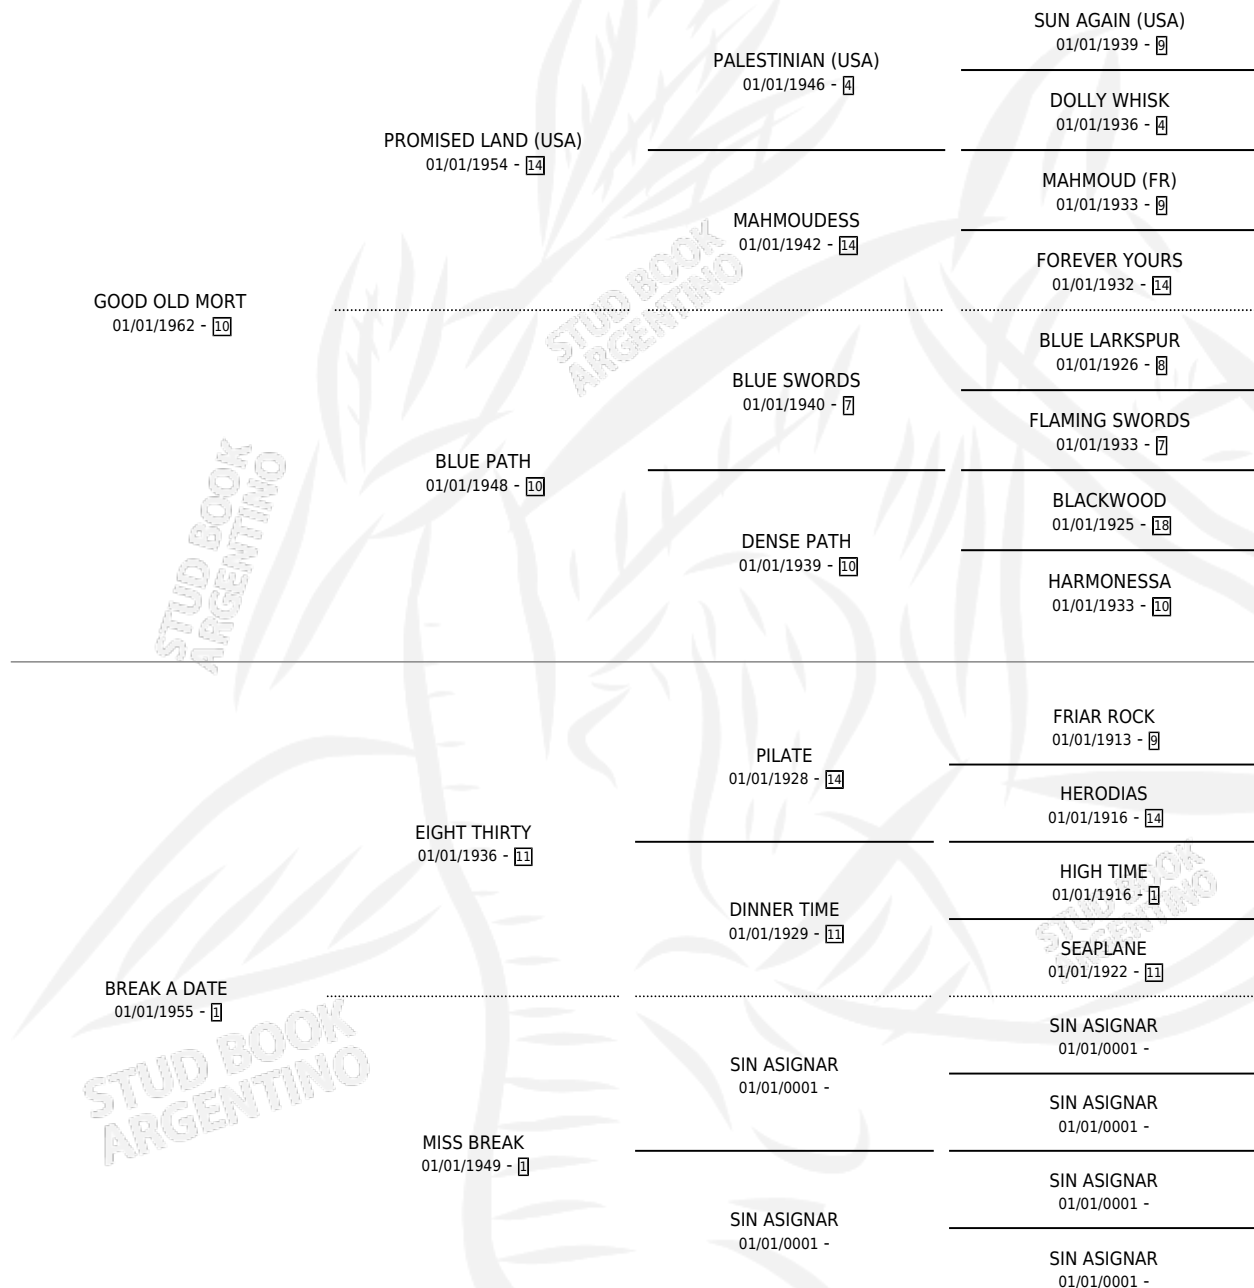 SUN AGAIN (USA)
01/01/1939 - 9
PALESTINIAN (USA)
01/01/1946 - 4
DOLLY WHISK
01/01/1936 - 4
PROMISED LAND (USA)
01/01/1954 - 14
MAHMOUD (FR)
01/01/1933 - 9
MAHMOUDESS
01/01/1942 - 14
FOREVER YOURS
01/01/1932 - 14
GOOD OLD MORT
01/01/1962 - 10
STUD BOOK
ARGENTINO
BLUE LARKSPUR
01/01/1926 - 8
BLUE SWORDS
01/01/1940 - 7
FLAMING SWORDS
01/01/1933 - 7
BLUE PATH
01/01/1948 - 10
BLACKWOOD
01/01/1925 - 18
DENSE PATH
01/01/1939 - 10
HARMONESSA
01/01/1933 - 10
STUD BOOK
ARGENTINO
FRIAR ROCK
01/01/1913 - 9
PILATE
01/01/1928 - 14
HERODIAS
01/01/1916 - 14
EIGHT THIRTY
01/01/1936 - 11
HIGH TIME
01/01/1916 - 1
DINNER TIME
01/01/1929 - 11
STUD BOOK
ARGENTINO
SEAPLANE
01/01/1922 - 11
BREAK A DATE
01/01/1955 - 1
STUD BOOK
ARGENTINO
SIN ASIGNAR
01/01/0001 -
SIN ASIGNAR
01/01/0001 -
SIN ASIGNAR
01/01/0001 -
MISS BREAK
01/01/1949 - 1
SIN ASIGNAR
01/01/0001 -
SIN ASIGNAR
01/01/0001 -
SIN ASIGNAR
01/01/0001 -